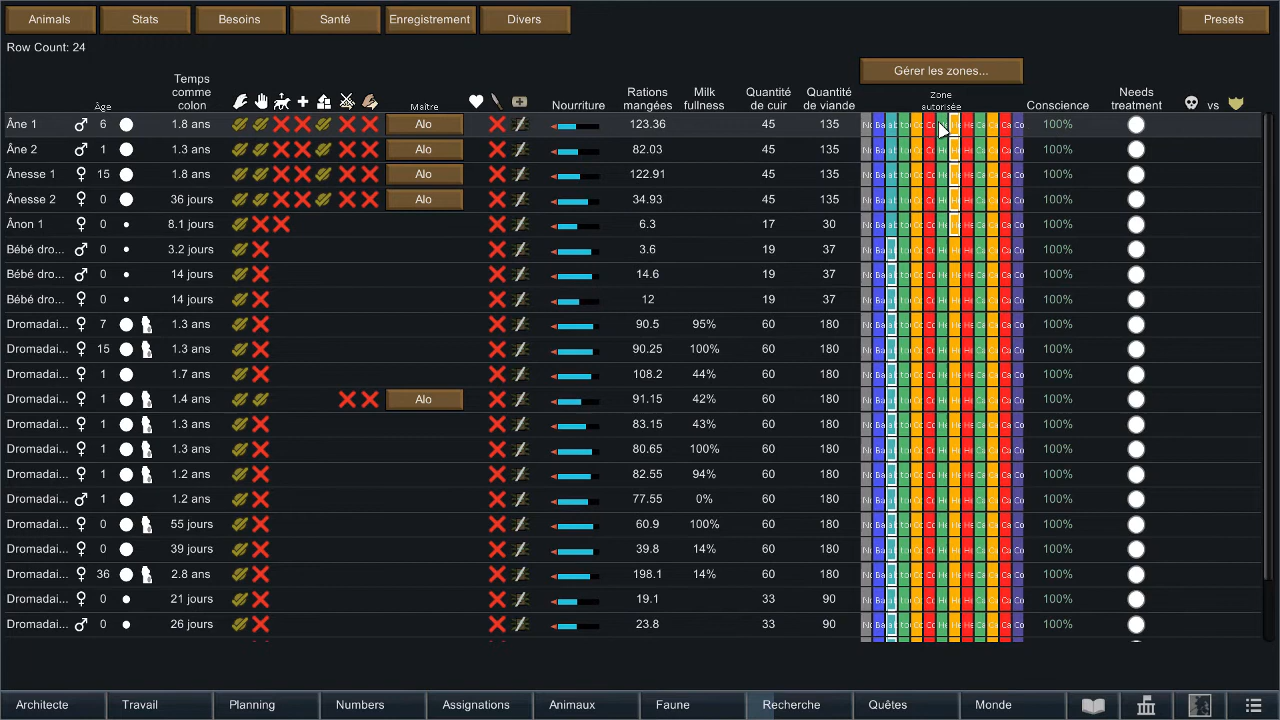 Animals Stats Besoins Santé Enregistrement Divers Presets
Row Count: 24
Gérer les zones...
Âge Temps comme colon Maître Nourriture Rations mangées Milk fullness Quantité de cuir Quantité de viande Zone autorisée Conscience Needs treatment vs
Âne 1 6 1.8 ans Alo 123.36 45 135 100%
Âne 2 1 1.3 ans Alo 82.03 45 135 100%
Ânesse 1 15 1.8 ans Alo 122.91 45 135 100%
Ânesse 2 0 36 jours Alo 34.93 45 135 100%
Ânon 1 0 8.1 jours 6.3 17 30 100%
Bébé dro... 0 3.2 jours 3.6 19 37 100%
Bébé dro... 0 14 jours 14.6 19 37 100%
Bébé dro... 0 14 jours 12 19 37 100%
Dromadai... 7 1.3 ans 90.5 95% 60 180 100%
Dromadai... 15 1.3 ans 90.25 100% 60 180 100%
Dromadai... 1 1.7 ans 108.2 44% 60 180 100%
Dromadai... 1 1.4 ans Alo 91.15 42% 60 180 100%
Dromadai... 1 1.3 ans 83.15 43% 60 180 100%
Dromadai... 1 1.3 ans 80.65 100% 60 180 100%
Dromadai... 1 1.2 ans 82.55 94% 60 180 100%
Dromadai... 1 1.2 ans 77.55 0% 60 180 100%
Dromadai... 0 55 jours 60.9 100% 60 180 100%
Dromadai... 0 39 jours 39.8 14% 60 180 100%
Dromadai... 36 2.8 ans 198.1 14% 60 180 100%
Dromadai... 0 21 jours 19.1 33 90 100%
Dromadai... 0 26 jours 23.8 33 90 100%
Architecte Travail Planning Numbers Assignations Animaux Faune Recherche Quêtes Monde